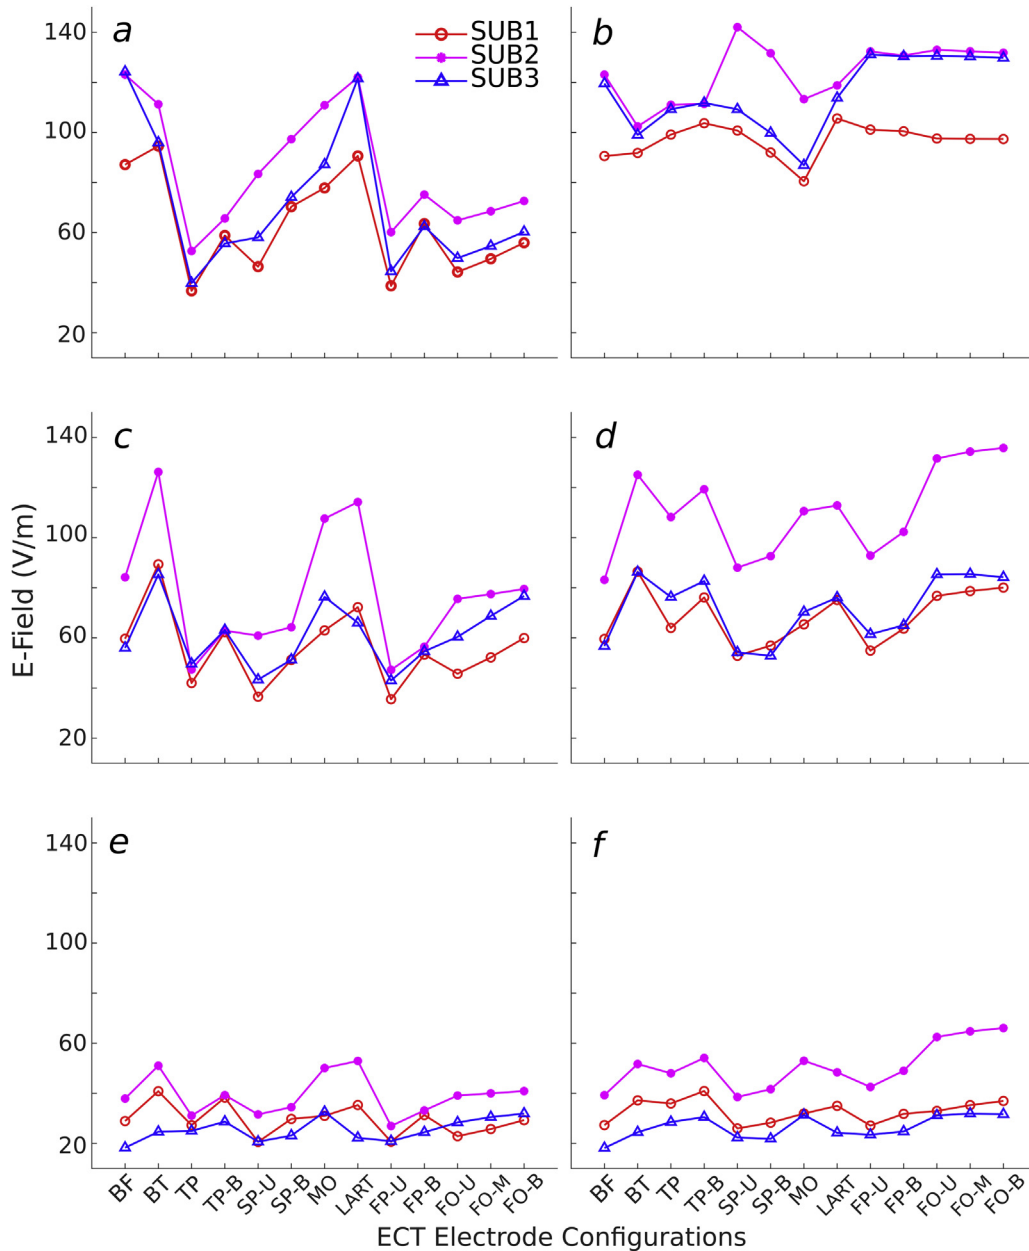 a
b
SUB1
SUB2
SUB3
140
100
60
20
c
d
140
100
60
20
E-Field (V/m)
e
f
140
100
60
20
BF BT TP TP-B SP-U SP-B MO LART FP-U FP-B FO-U FO-M FO-B
BF BT TP TP-B SP-U SP-B MO LART FP-U FP-B FO-U FO-M FO-B
ECT Electrode Configurations